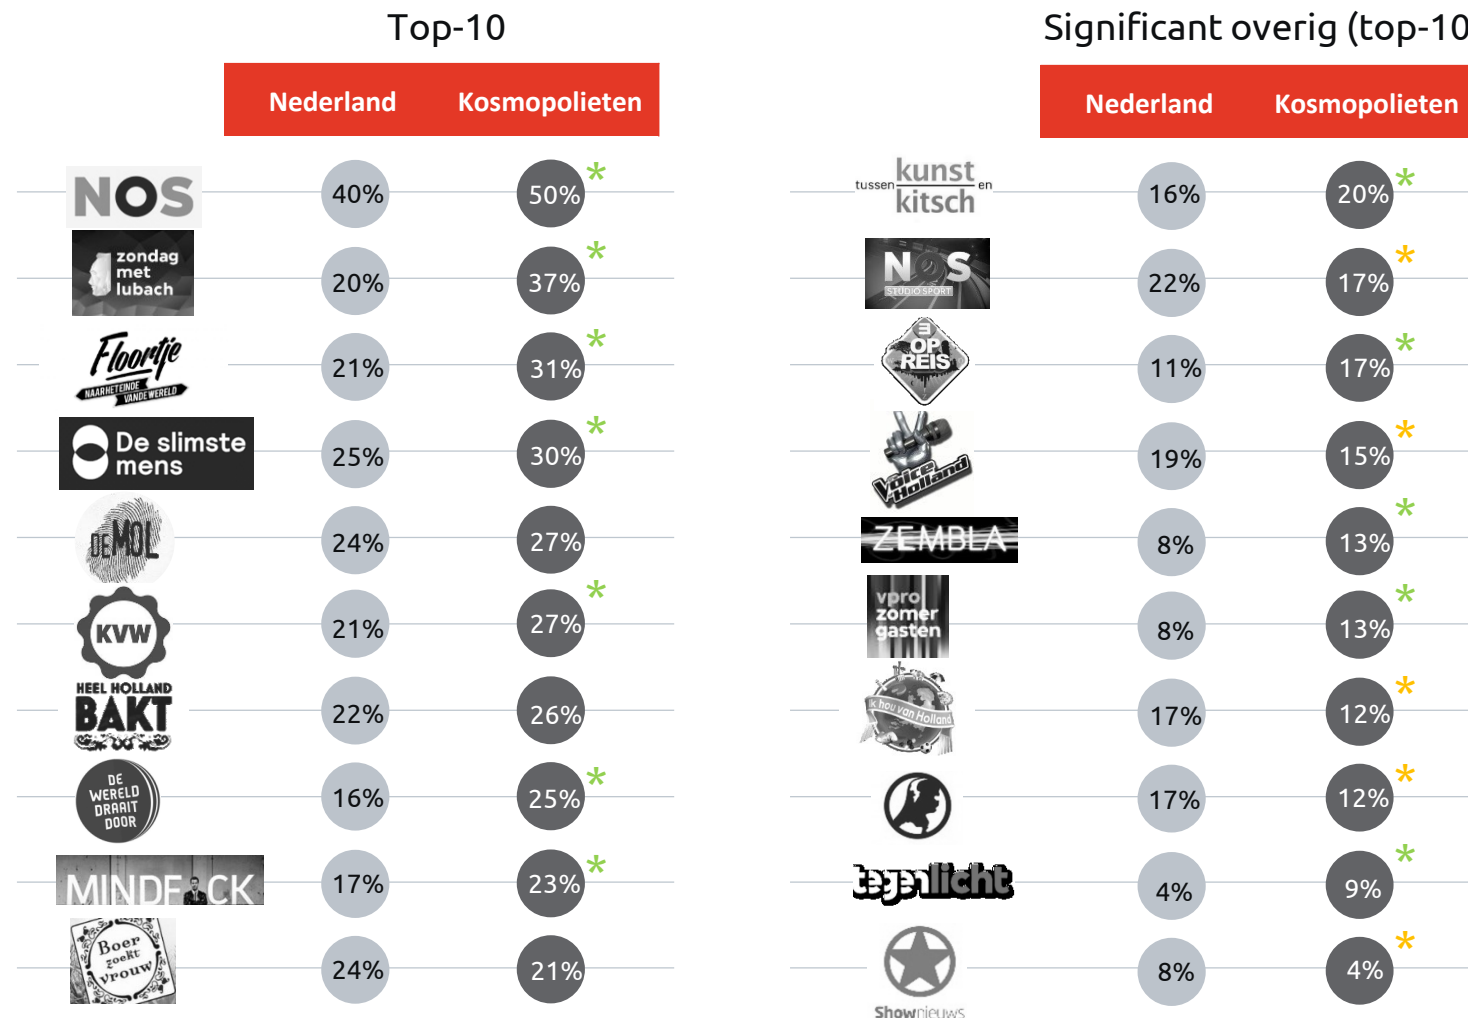 Top-10
Nederland Kosmopolieten
NOS 40% 50% *
zondag
met
lubach
20% 37% *
Floortje
NAAR HET EINDE
VAN DE WERELD
21% 31% *
De slimste
mens
25% 30% *
DE MOL 24% 27%
KVW 21% 27% *
HEEL HOLLAND
BAKT
22% 26%
DE
WERELD
DRAAIT
DOOR
16% 25% *
MINDF CK 17% 23% *
Boer
zoekt
vrouw
24% 21%
Significant overig (top-10
Nederland Kosmopolieten
tussen kunst en
kitsch
16% 20% *
NOS
STUDIO SPORT
22% 17% *
3
OP
REIS
11% 17% *
Voice
Holland
19% 15% *
ZEMBLA 8% 13% *
vpro
zomer
gasten
8% 13% *
Ik hou van Holland 17% 12% *
17% 12% *
tegenlicht 4% 9% *
8% 4% *
Shownieuws